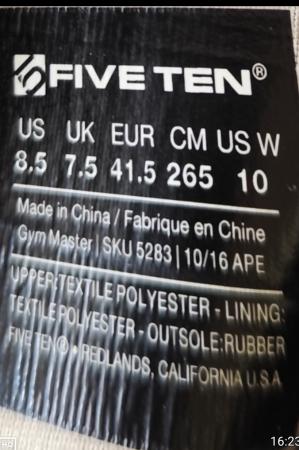 FIVE TEN®
US UK EUR CM US W
8.5 7.5 41.5 265 10
Made in China / Fabrique en Chine
Gym Master | SKU 5283 | 10/16 APE
UPPER:TEXTILE POLYESTER - LINING:
TEXTILE POLYESTER - OUTSOLE:RUBBER
FIVE TEN® • REDLANDS, CALIFORNIA U.S.A
16:23